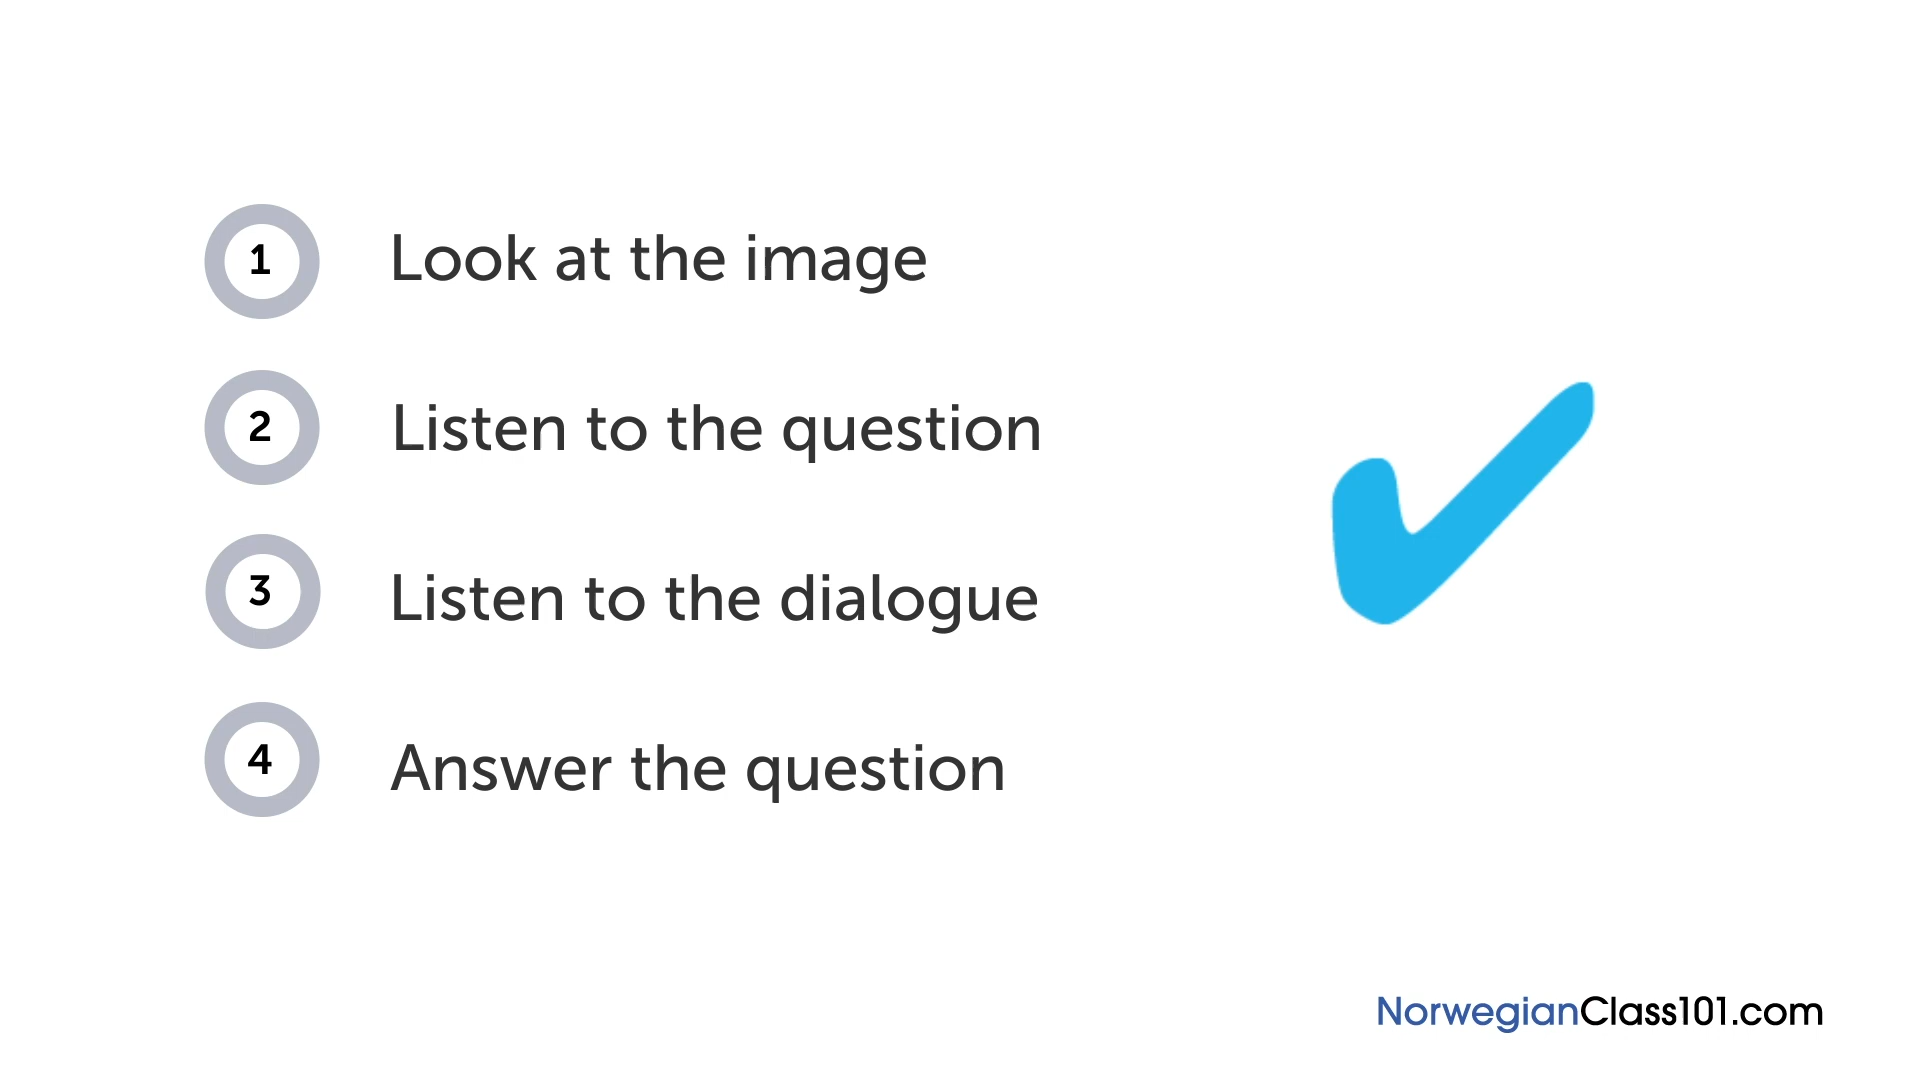 1 Look at the image
2 Listen to the question
3 Listen to the dialogue
4 Answer the question
NorwegianClass101.com